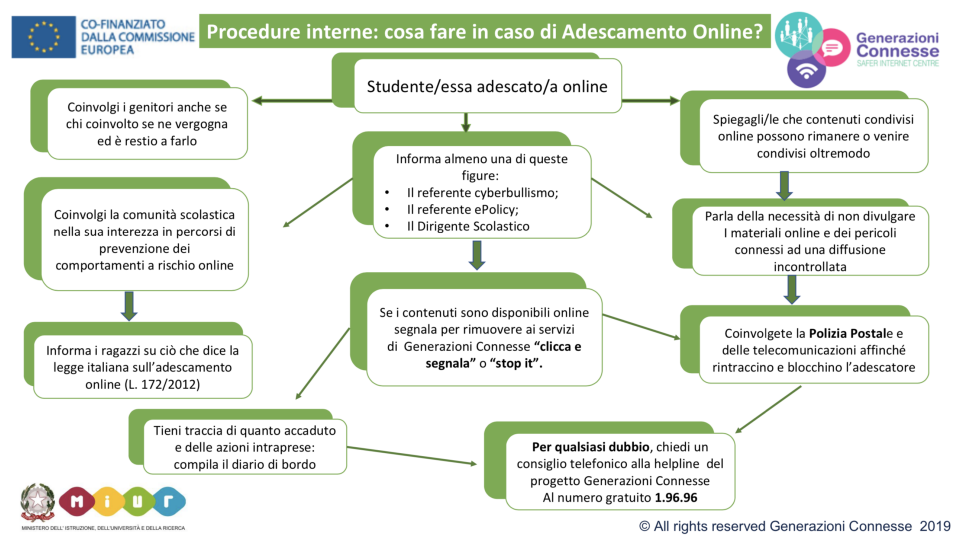 CO-FINANZIATO
DALLA COMMISSIONE
EUROPEA
Procedure interne: cosa fare in caso di Adescamento Online?
Generazioni
Connesse
SAFER INTERNET CENTRE
Studente/essa adescato/a online
Coinvolgi i genitori anche se
chi coinvolto se ne vergogna
ed è restio a farlo
Spiegagli/le che contenuti condivisi
online possono rimanere o venire
condivisi oltremodo
Informa almeno una di queste
figure:
• Il referente cyberbullismo;
• Il referente ePolicy;
• Il Dirigente Scolastico
Coinvolgi la comunità scolastica
nella sua interezza in percorsi di
prevenzione dei
comportamenti a rischio online
Parla della necessità di non divulgare
I materiali online e dei pericoli
connessi ad una diffusione
incontrollata
Se i contenuti sono disponibili online
segnala per rimuovere ai servizi
di Generazioni Connesse “clicca e
segnala” o “stop it”.
Informa i ragazzi su ciò che dice la
legge italiana sull’adescamento
online (L. 172/2012)
Coinvolgete la Polizia Postale e
delle telecomunicazioni affinché
rintraccino e blocchino l’adescatore
Tieni traccia di quanto accaduto
e delle azioni intraprese:
compila il diario di bordo
Per qualsiasi dubbio, chiedi un
consiglio telefonico alla helpline del
progetto Generazioni Connesse
Al numero gratuito 1.96.96
miur
MINISTERO DELL' ISTRUZIONE, DELL'UNIVERSITÀ E DELLA RICERCA
© All rights reserved Generazioni Connesse 2019